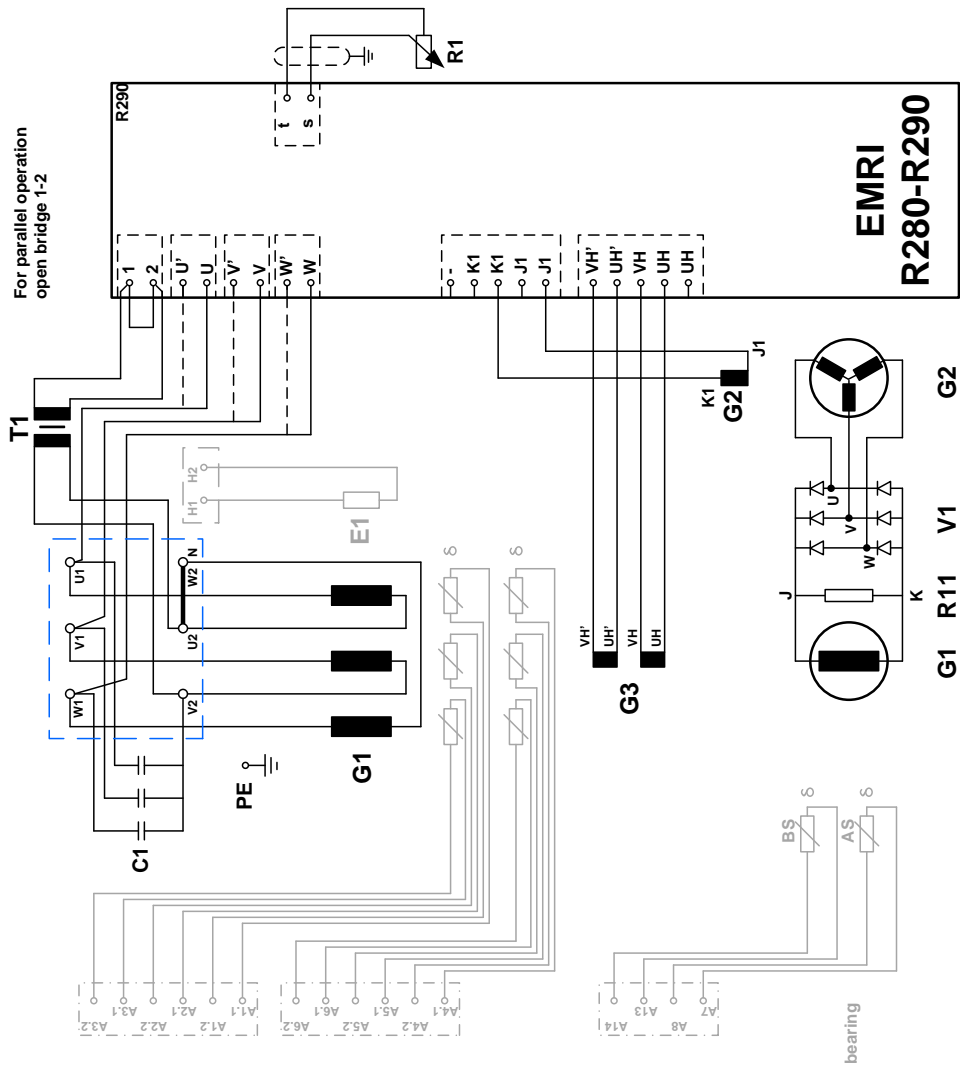 For parallel operation
open bridge 1-2
R290
t
s
R1
EMRI
R280-R290
1
2
U'
U
V'
V
W'
W
-
K1
K1
J1
J1
VH'
UH'
VH
UH
UH
T1
K1
J1
G2
H1
H2
E1
U1
V1
W1
N
W2
U2
V2
C1
PE
G1
VH'
UH'
VH
UH
G3
J
K
U
V
W
G1
R11
V1
G2
A3.2
A3.1
A2.2
A2.1
A1.2
A1.1
A6.2
A6.1
A5.2
A5.1
A4.2
A4.1
A14
A13
A8
A7
BS
AS
bearing